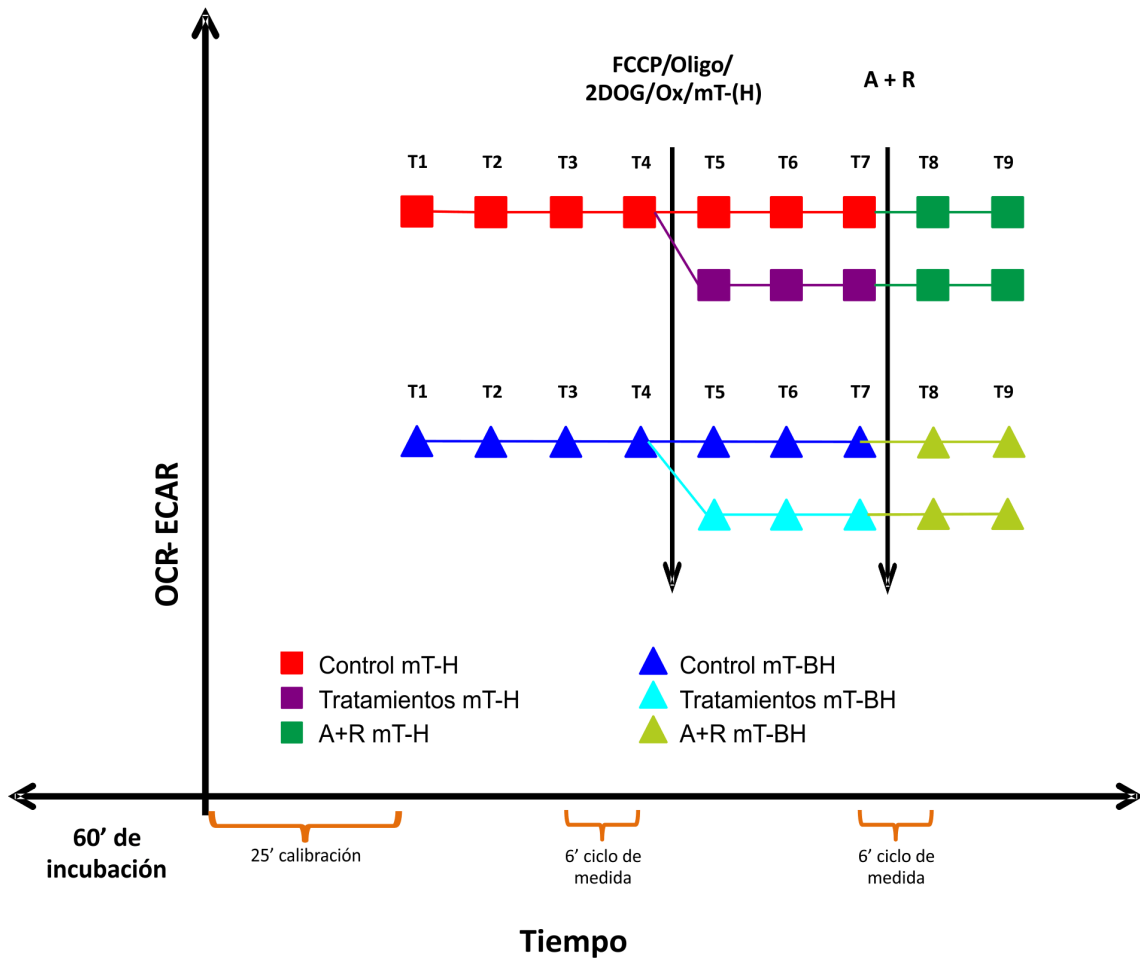 FCCP/Oligo/
2DOG/Ox/mT-(H)
A + R
T1 T2 T3 T4 T5 T6 T7 T8 T9
T1 T2 T3 T4 T5 T6 T7 T8 T9
OCR- ECAR
Control mT-H
Tratamientos mT-H
A+R mT-H
Control mT-BH
Tratamientos mT-BH
A+R mT-BH
60’ de
incubación
25’ calibración
6’ ciclo de
medida
6’ ciclo de
medida
Tiempo